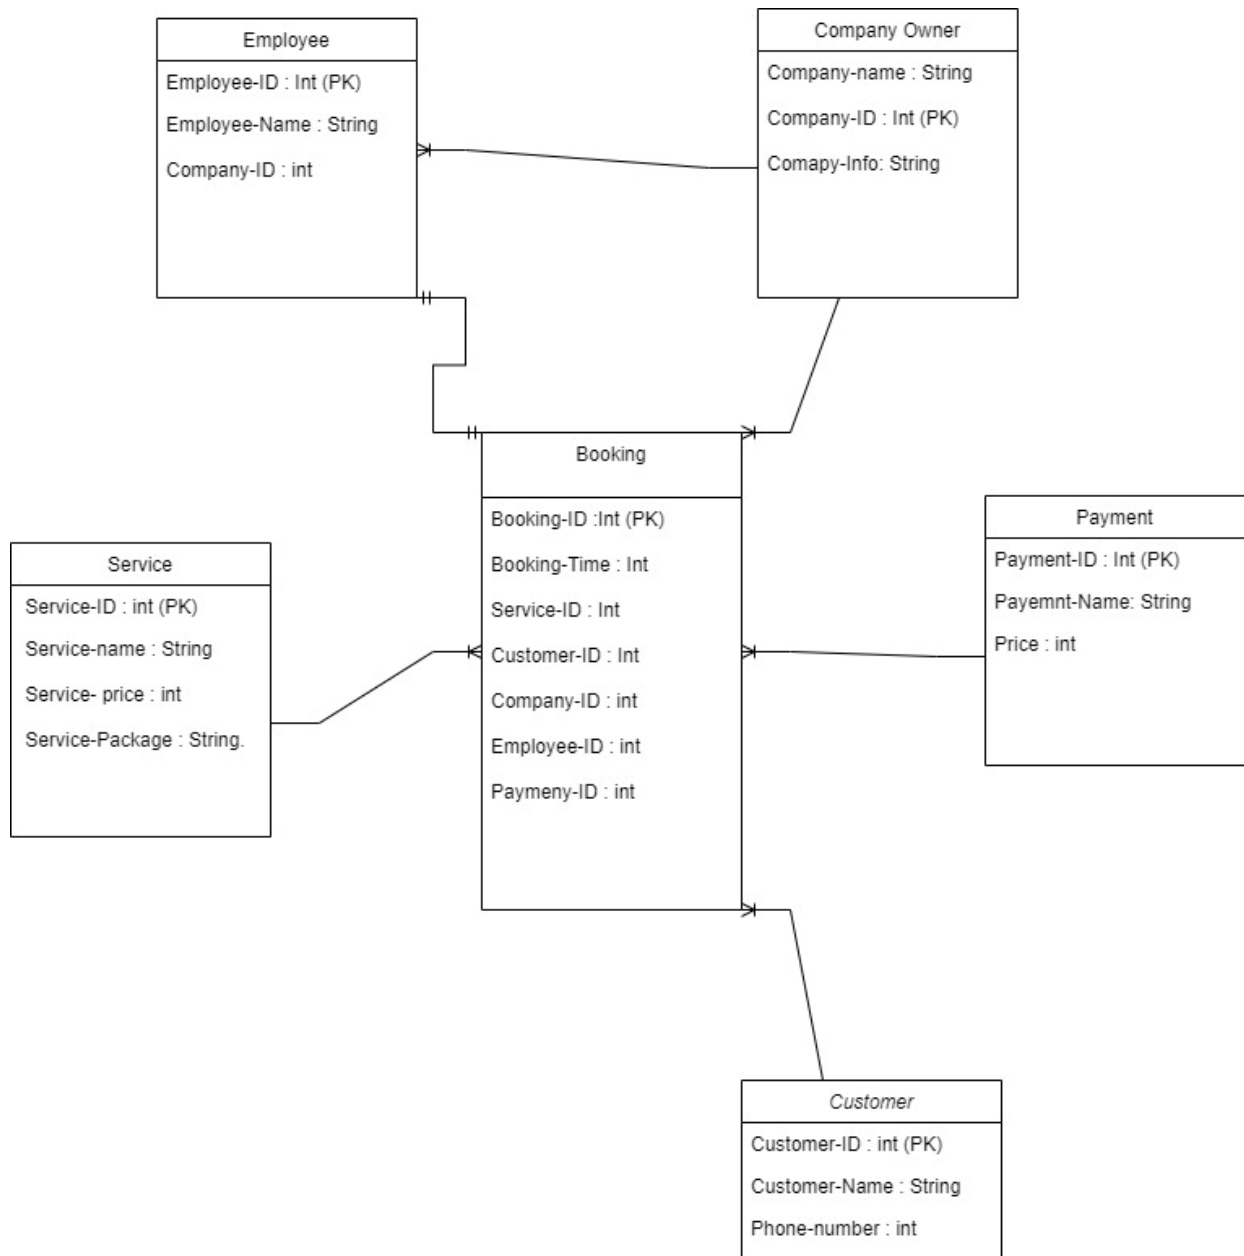 Employee
Employee-ID : Int (PK)
Employee-Name : String
Company-ID : int
Company Owner
Company-name : String
Company-ID : Int (PK)
Comapy-Info: String
Booking
Booking-ID :Int (PK)
Booking-Time : Int
Service-ID : Int
Customer-ID : Int
Company-ID : int
Employee-ID : int
Paymeny-ID : int
Service
Service-ID : int (PK)
Service-name : String
Service- price : int
Service-Package : String.
Payment
Payment-ID : Int (PK)
Payemnt-Name: String
Price : int
Customer
Customer-ID : int (PK)
Customer-Name : String
Phone-number : int